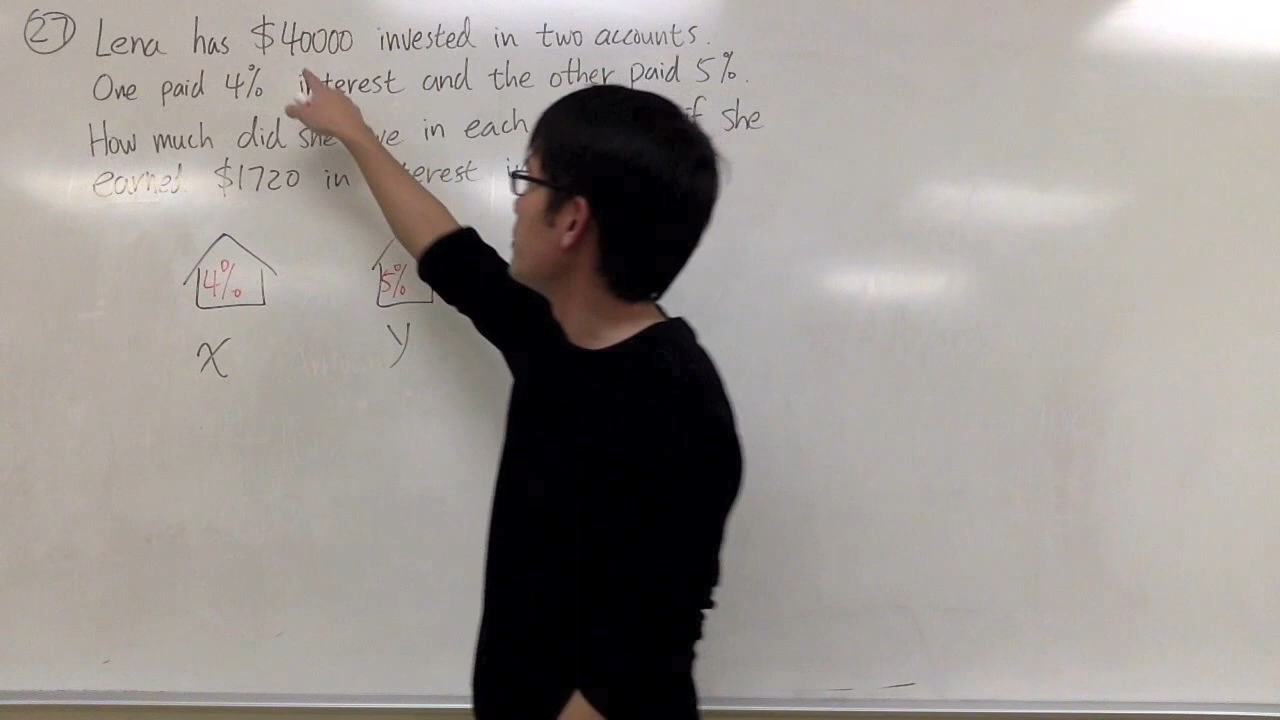 27 Lena has $40000 invested in two accounts.
One paid 4% interest and the other paid 5%.
How much did she in each she
earned $1720 in
4% 5%
x y